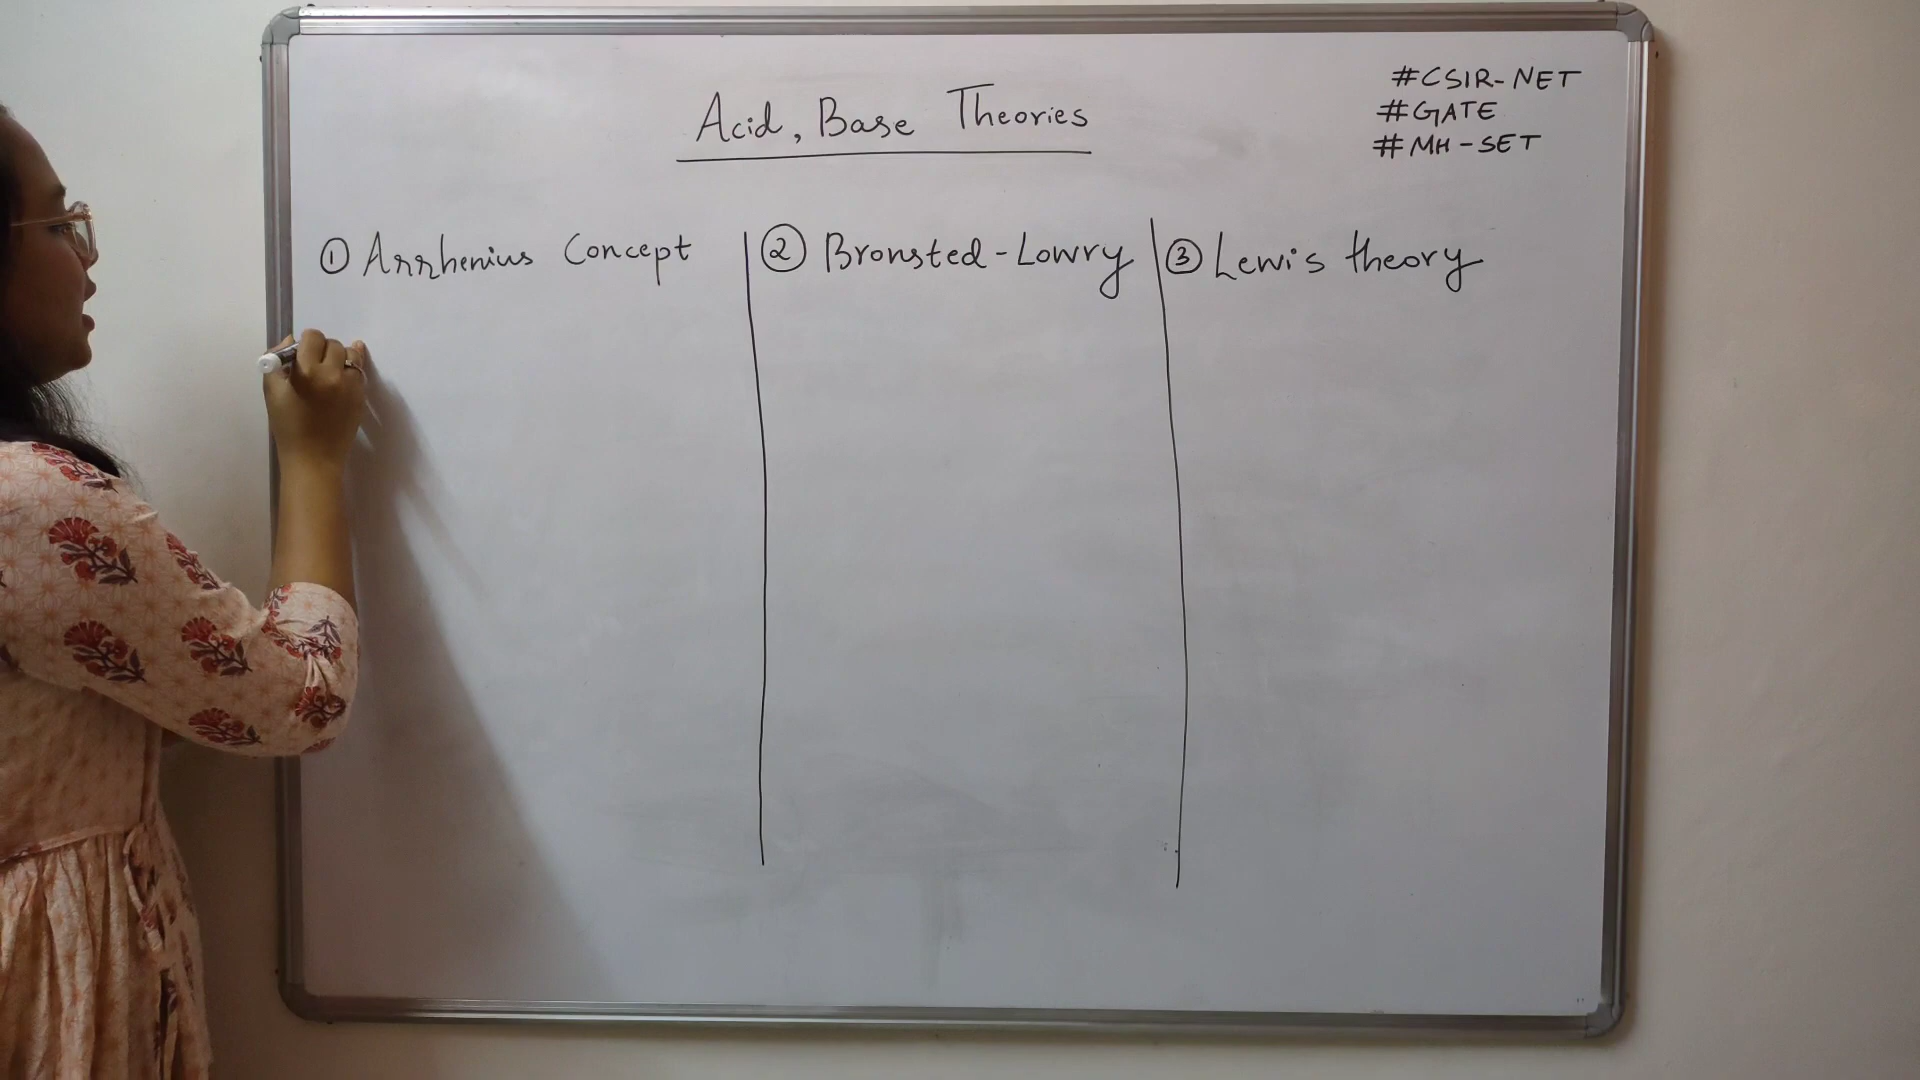 Acid, Base Theories
#CSIR-NET
#GATE
#MH-SET
① Arrhenius Concept
② Bronsted-Lowry
③ Lewis theory